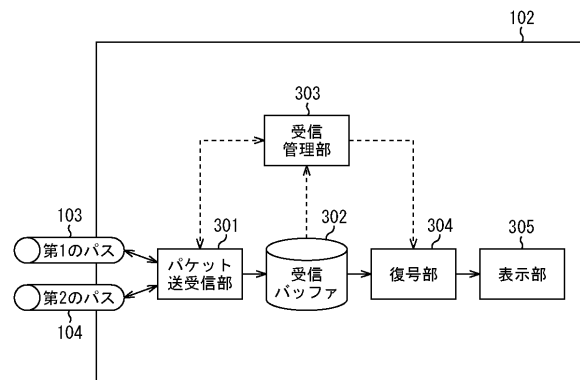 102
303
受信
管理部
103
第1のパス
301
パケット
送受信部
302
受信
バッファ
304
復号部
305
表示部
第2のパス
104